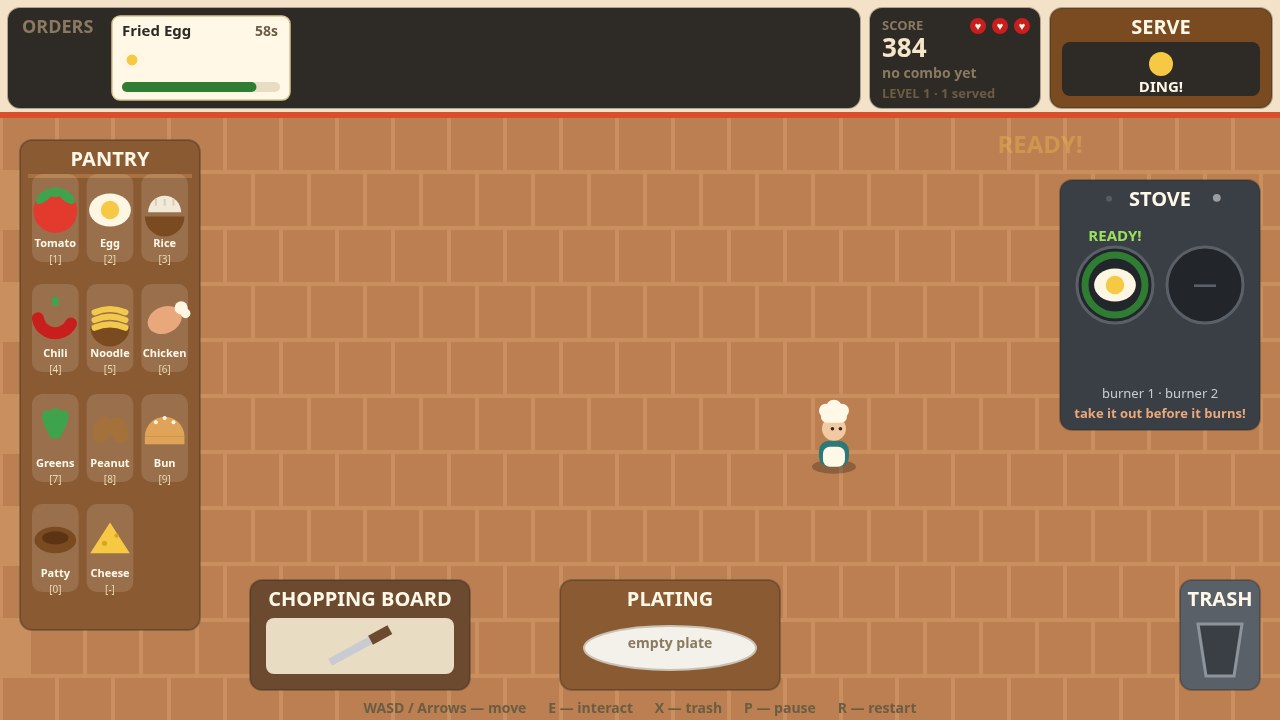 ORDERS
Fried Egg 58s
SCORE
384
no combo yet
LEVEL 1 · 1 served
SERVE
DING!
READY!
PANTRY
Tomato Egg Rice
[1] [2] [3]
Chili Noodle Chicken
[4] [5] [6]
Greens Peanut Bun
[7] [8] [9]
Patty Cheese
[0] [-]
STOVE
READY!
burner 1 · burner 2
take it out before it burns!
CHOPPING BOARD
PLATING
empty plate
TRASH
WASD / Arrows — move E — interact X — trash P — pause R — restart